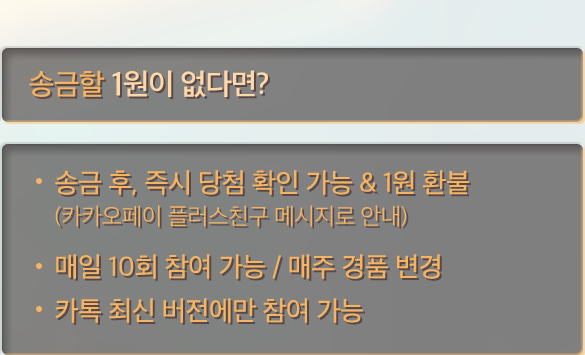 송금할 1원이 없다면?
• 송금 후, 즉시 당첨 확인 가능 & 1원 환불
(카카오페이 플러스친구 메시지로 안내)
• 매일 10회 참여 가능 / 매주 경품 변경
• 카톡 최신 버전에만 참여 가능